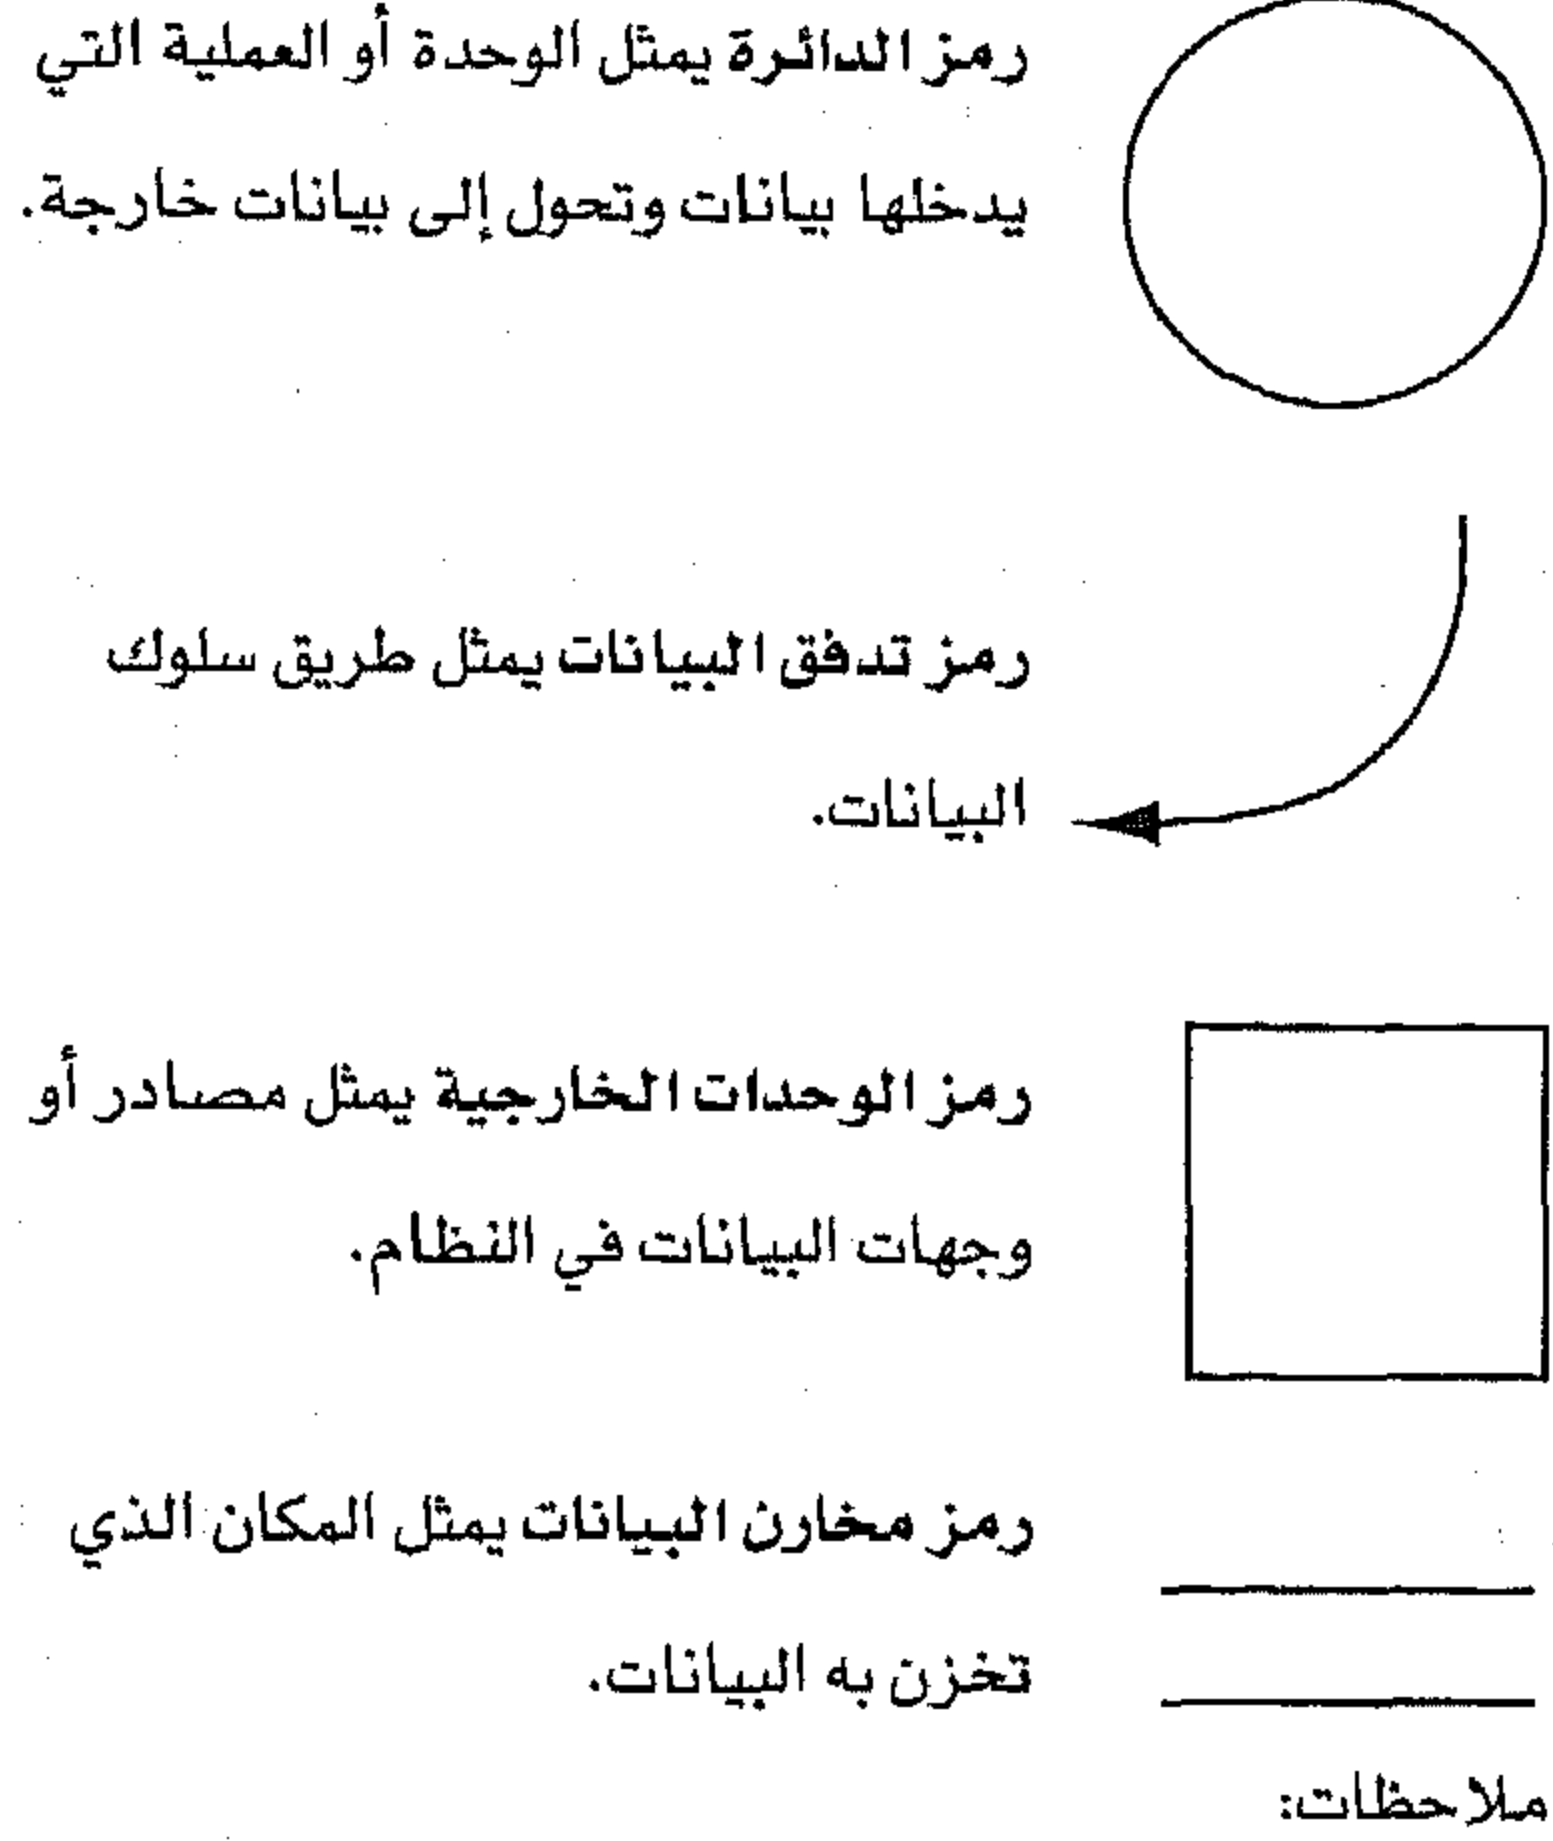 رمز الدائرة يمثل الوحدة أو العملية التي
يدخلها بيانات وتحول إلى بيانات خارجة.
رمز تدفق البيانات يمثل طريق سلوك
البيانات.
رمز الوحدات الخارجية يمثل مصادر أو
وجهات البيانات في النظام.
رمز مخارن البيانات يمثل المكان الذي
تخزن به البيانات.
ملاحظات: